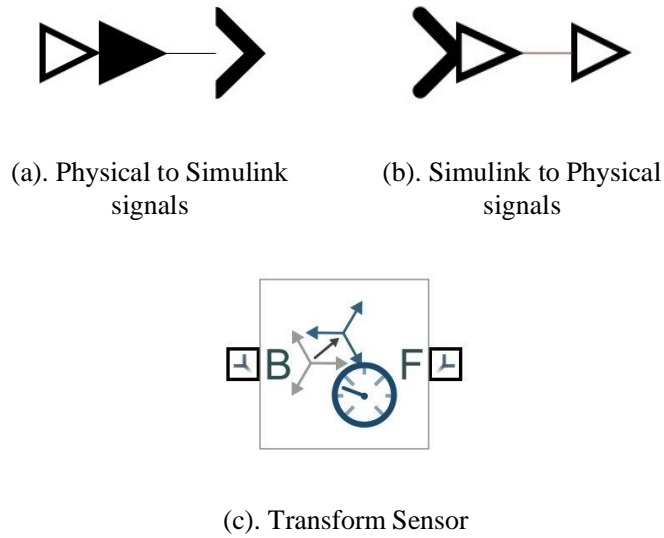 (a). Physical to Simulink
signals
(b). Simulink to Physical
signals
B F
(c). Transform Sensor